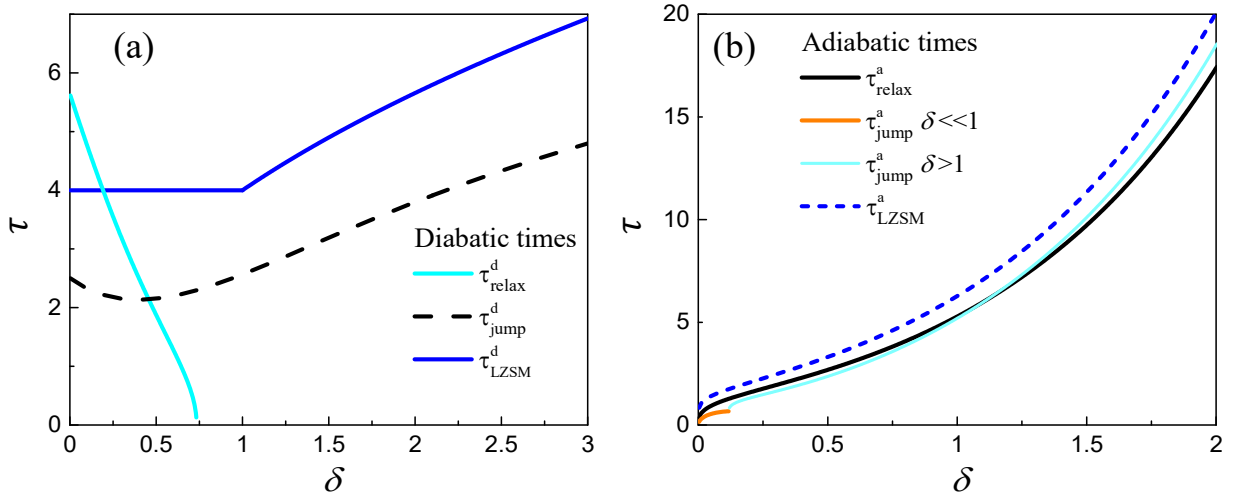 (a)
τ
6
4
2
0
0 0.5 1 1.5 2 2.5 3
δ
Diabatic times
τ^d_relax
τ^d_jump
τ^d_LZSM
(b)
τ
20
15
10
5
0
0 0.5 1 1.5 2
δ
Adiabatic times
τ^a_relax
τ^a_jump δ<<1
τ^a_jump δ>1
τ^a_LZSM